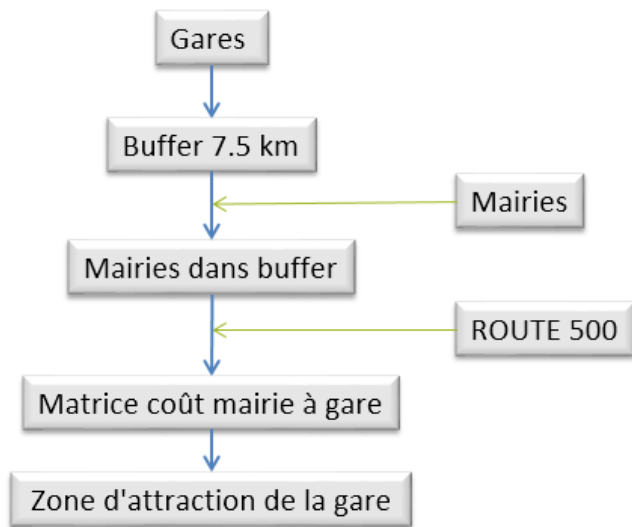 Gares
Buffer 7.5 km
Mairies
Mairies dans buffer
ROUTE 500
Matrice coût mairie à gare
Zone d'attraction de la gare